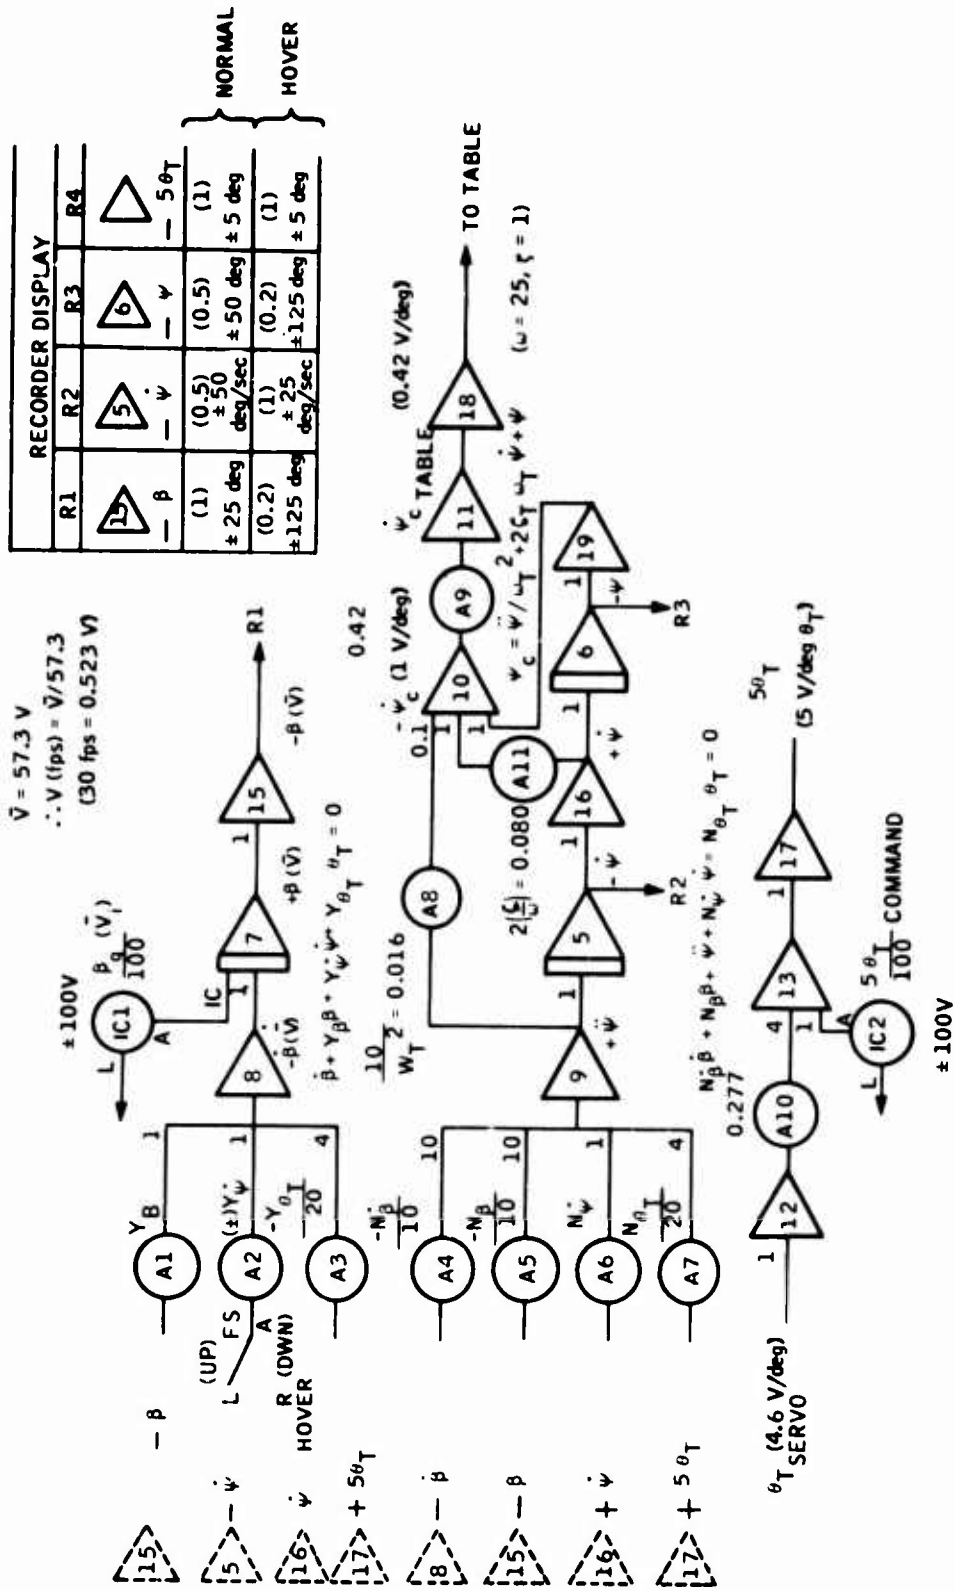 V̄ = 57.3 V
∴ V (fps) = V̄/57.3
(30 fps = 0.523 V)
RECORDER DISPLAY
R1 R2 R3 R4
15 5 6
− β − ψ̇ − ψ − 5θT
(1) (0.5) (0.5) (1)
± 25 deg ± 50 deg/sec ± 50 deg ± 5 deg
NORMAL
(0.2) (1) (0.2) (1)
±125 deg ± 25 deg/sec ±125 deg ± 5 deg
HOVER
±100V
IC1
βg (V̄i)
100
L
A
IC
15 − β
A1
YB
1
5 − ψ̇
L (UP)
FS
A
R (DWN)
HOVER
16 ψ̇
A2
(±)Yψ̇
1
17 + 5θT
A3
−YθT
20
4
8
−β̇(V̄)
1
7
+β(V̄)
1
15
−β(V̄)
R1
β̇ + Yββ + Yψ̇ψ̇ + YθT θT = 0
8 − β̇
A4
−Nβ̇
10
10
15 − β
A5
−Nβ
10
10
16 + ψ̇
A6
Nψ̇
1
17 + 5 θT
A7
NθT
20
4
9
+ψ̈
10
WT2 = 0.016
A8
0.1
1
5
−ψ̇
R2
1
16
+ψ̇
2(ζ/ω) = 0.080
A11
1
1
10
−ψ̇c (1 V/deg)
0.42
A9
ψ̇c TABLE
11
18
(0.42 V/deg)
TO TABLE
1
6
−ψ
R3
1
19
ψc = ψ̈/ωT2 + 2ζT ωT ψ̇ + ψ
(ω = 25, ζ = 1)
Nβ̇β̇ + Nββ + ψ̈ + Nψ̇ ψ̇ = NθT θT = 0
θT (4.6 V/deg)
SERVO
1
12
0.277
A10
4
1
13
A
IC2
L
±100V
5 θT
100
COMMAND
1
17
5θT
(5 V/deg θT)